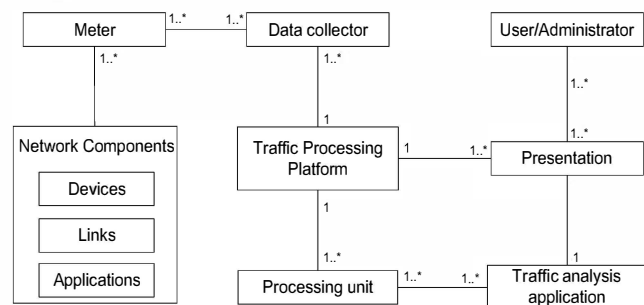 Meter
1..*
1..*
Data collector
User/Administrator
1..*
1..*
1..*
Network Components
Devices
Links
Applications
1
Traffic Processing
Platform
1
1..*
1..*
Presentation
1
1..*
1
Processing unit
1..*
1..*
Traffic analysis
application